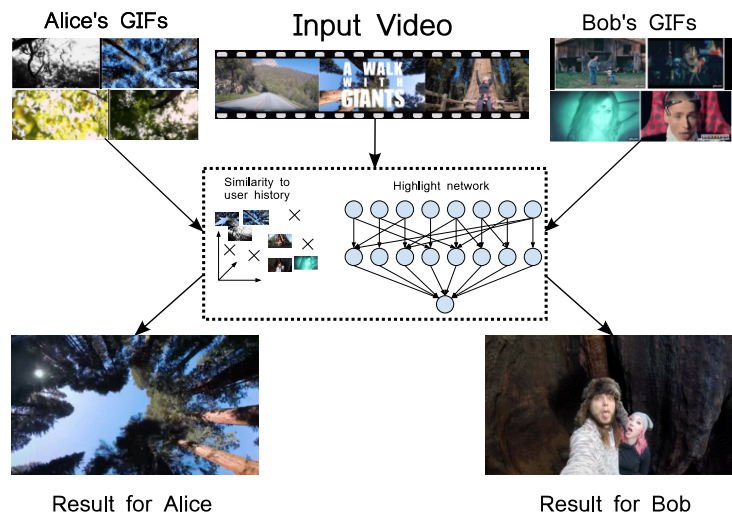 Alice's GIFs
Input Video
Bob's GIFs
A WALK
WITH
GIANTS
Similarity to
user history
Highlight network
Result for Alice
Result for Bob